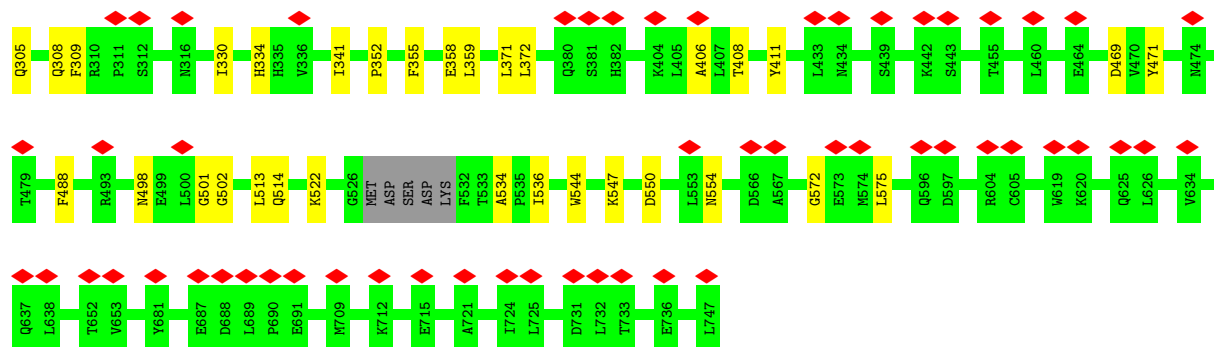 Q305 Q308 F309 R310 P311 S312 N316 I330 H334 H335 V336 I341 P352 F355 E358 L359 L371 L372 Q380 S381 H382 K404 L405 A406 L407 T408 Y411 L433 N434 S439 K442 S443 T455 L460 E464 D469 V470 Y471 N474
T479 F488 R493 N498 E499 L500 G501 G502 L513 Q514 K522 G526 MET ASP SER ASP LYS F532 T533 A534 P535 I536 W544 K547 D550 L553 N554 D566 A567 G572 E573 M574 L575 Q596 D597 R604 C605 W619 K620 Q625 L626 V634
Q637 L638 T652 V653 Y681 E687 D688 L689 P690 E691 M709 K712 E715 A721 I724 L725 D731 L732 T733 E736 L747